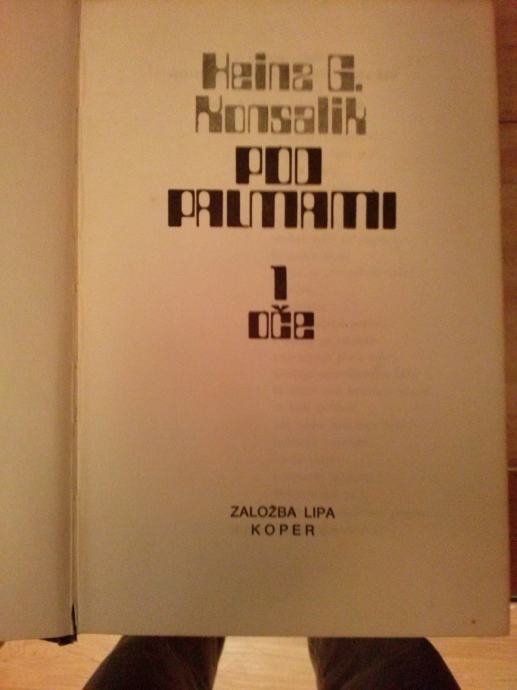 Heinz G.
Konsalik
POD
PALMAMI
1
oče
ZALOŽBA LIPA
KOPER